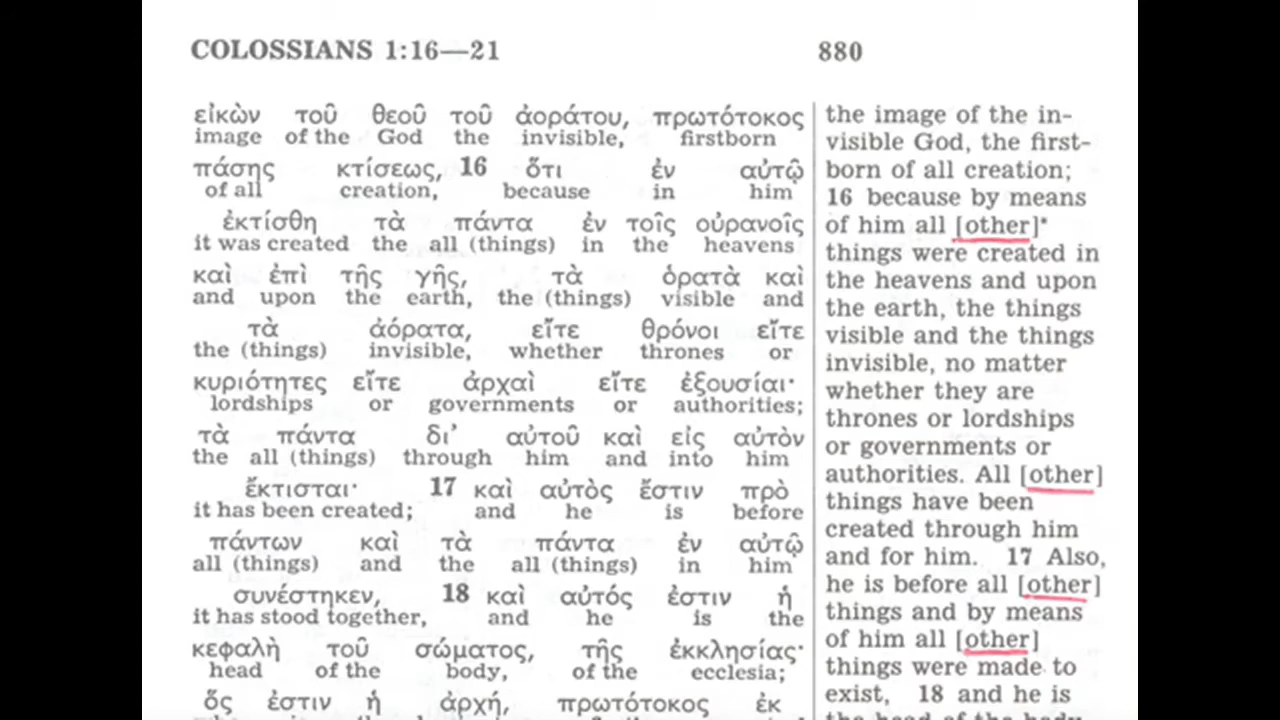 COLOSSIANS 1:16—21 880
εἰκὼν τοῦ θεοῦ τοῦ ἀοράτου, πρωτότοκος
image of the God the invisible, firstborn
πάσης κτίσεως, 16 ὅτι ἐν αὐτῷ
of all creation, because in him
ἐκτίσθη τὰ πάντα ἐν τοῖς οὐρανοῖς
it was created the all (things) in the heavens
καὶ ἐπὶ τῆς γῆς, τὰ ὁρατὰ καὶ
and upon the earth, the (things) visible and
τὰ ἀόρατα, εἴτε θρόνοι εἴτε
the (things) invisible, whether thrones or
κυριότητες εἴτε ἀρχαὶ εἴτε ἐξουσίαι·
lordships or governments or authorities;
τὰ πάντα δι' αὐτοῦ καὶ εἰς αὐτὸν
the all (things) through him and into him
ἔκτισται· 17 καὶ αὐτὸς ἔστιν πρὸ
it has been created; and he is before
πάντων καὶ τὰ πάντα ἐν αὐτῷ
all (things) and the all (things) in him
συνέστηκεν, 18 καὶ αὐτός ἐστιν ἡ
it has stood together, and he is the
κεφαλὴ τοῦ σώματος, τῆς ἐκκλησίας·
head of the body, of the ecclesia;
ὅς ἐστιν ἡ ἀρχή, πρωτότοκος ἐκ
the image of the in-
visible God, the first-
born of all creation;
16 because by means
of him all [other]*
things were created in
the heavens and upon
the earth, the things
visible and the things
invisible, no matter
whether they are
thrones or lordships
or governments or
authorities. All [other]
things have been
created through him
and for him. 17 Also,
he is before all [other]
things and by means
of him all [other]
things were made to
exist, 18 and he is
the head of the body